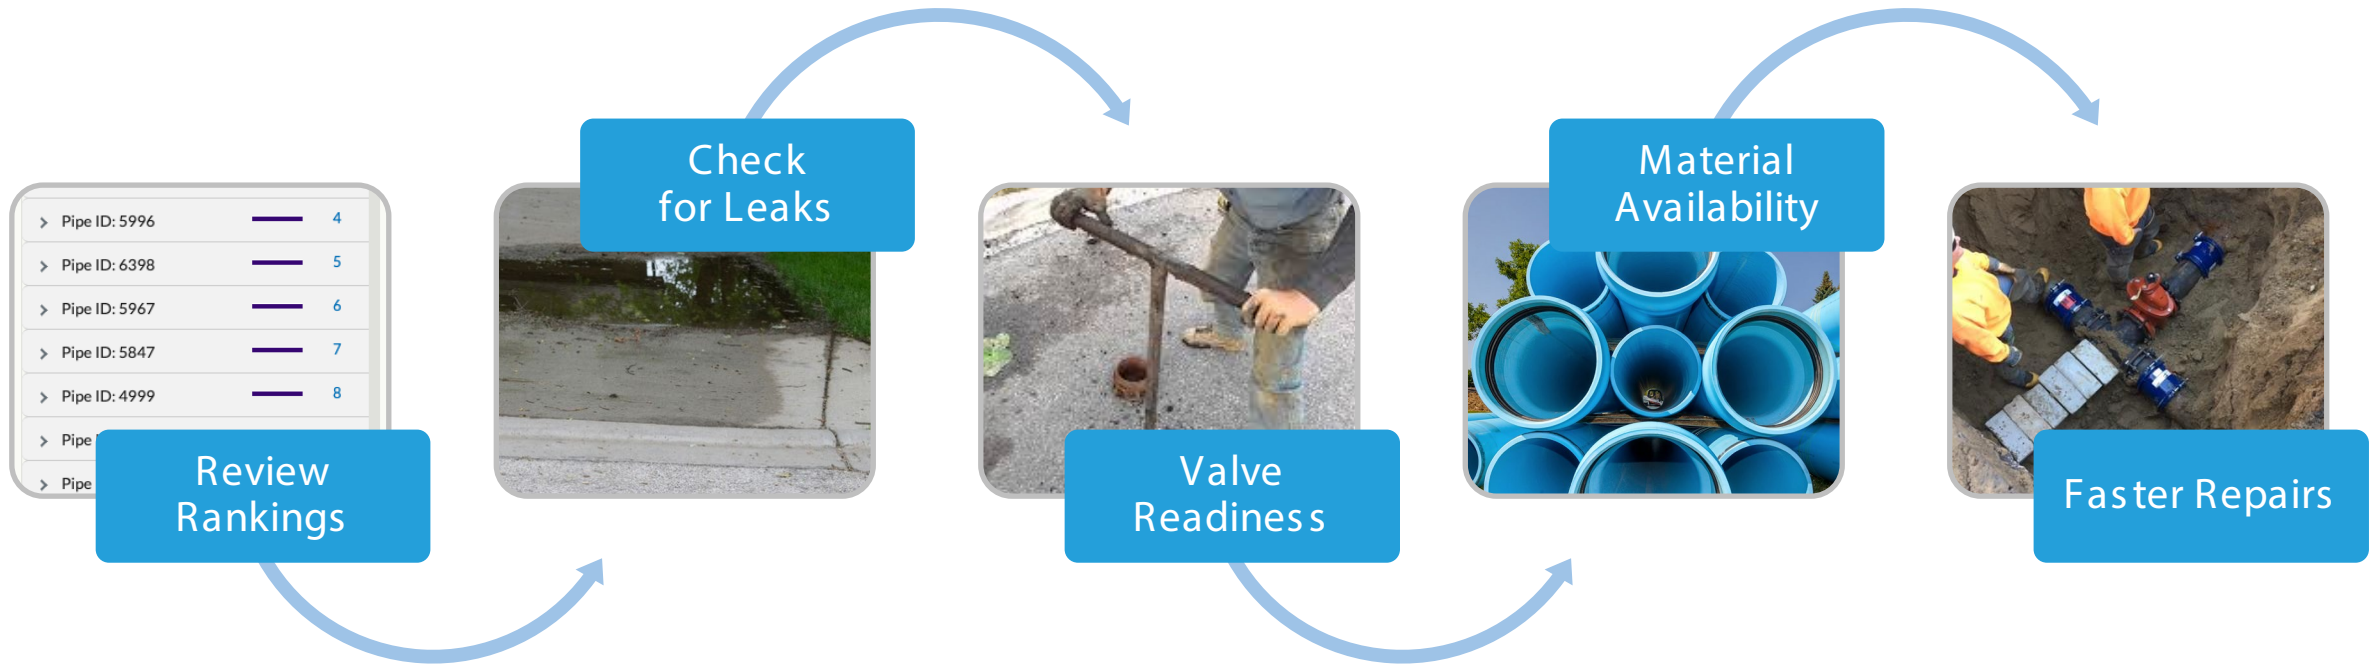 Pipe ID: 5996 4
Pipe ID: 6398 5
Pipe ID: 5967 6
Pipe ID: 5847 7
Pipe ID: 4999 8
Pipe
Pipe
Review
Rankings
Check
for Leaks
Valve
Readiness
Material
Availability
Faster Repairs